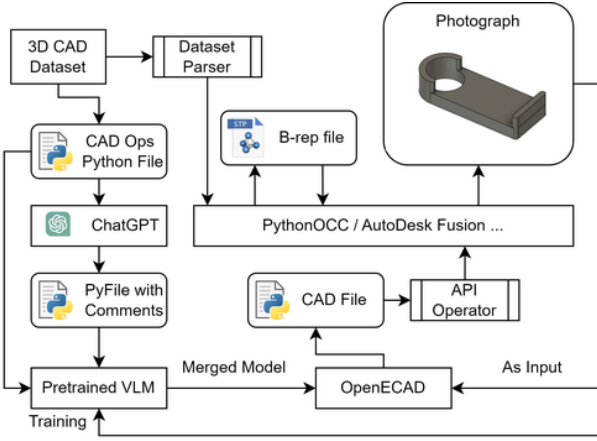 3D CAD
Dataset
Dataset
Parser
Photograph
CAD Ops
Python File
STP
B-rep file
ChatGPT
PythonOCC / AutoDesk Fusion ...
PyFile with
Comments
CAD File
API
Operator
Pretrained VLM
Merged Model
OpenECAD
As Input
Training